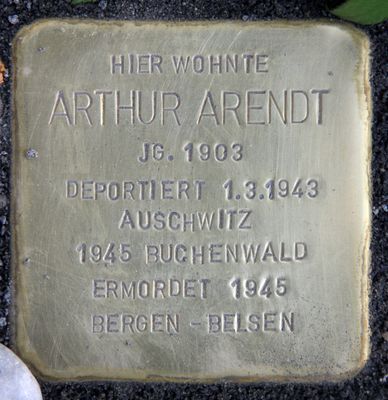 HIER WOHNTE
ARTHUR ARENDT
JG. 1903
DEPORTIERT 1.3.1943
AUSCHWITZ
1945 BUCHENWALD
ERMORDET 1945
BERGEN - BELSEN